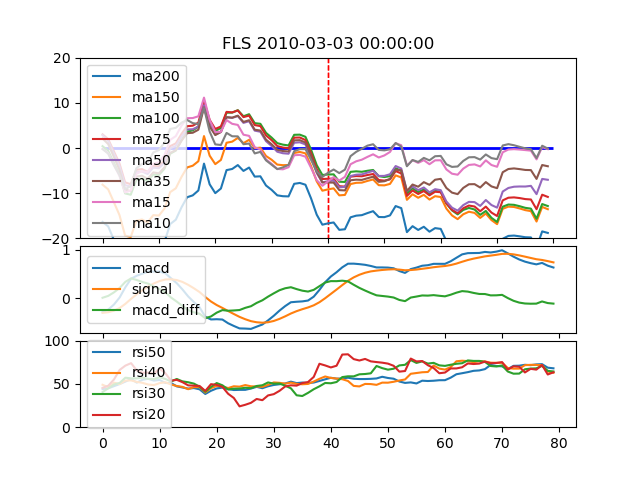 FLS 2010-03-03 00:00:00
20
10
0
−10
−20
ma200
ma150
ma100
ma75
ma50
ma35
ma15
ma10
1
0
macd
signal
macd_diff
100
50
0
rsi50
rsi40
rsi30
rsi20
0 10 20 30 40 50 60 70 80